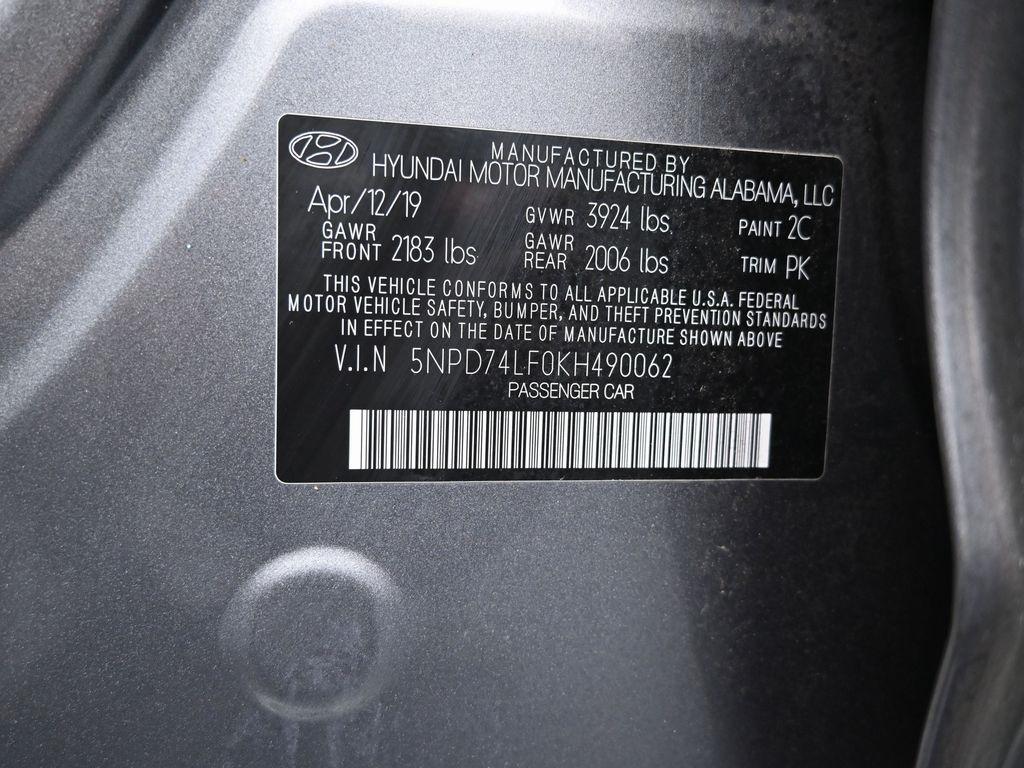 MANUFACTURED BY
HYUNDAI MOTOR MANUFACTURING ALABAMA, LLC
Apr/12/19 GVWR 3924 lbs PAINT 2C
GAWR FRONT 2183 lbs GAWR REAR 2006 lbs TRIM PK
THIS VEHICLE CONFORMS TO ALL APPLICABLE U.S.A. FEDERAL
MOTOR VEHICLE SAFETY, BUMPER, AND THEFT PREVENTION STANDARDS
IN EFFECT ON THE DATE OF MANUFACTURE SHOWN ABOVE
V.I.N 5NPD74LF0KH490062
PASSENGER CAR